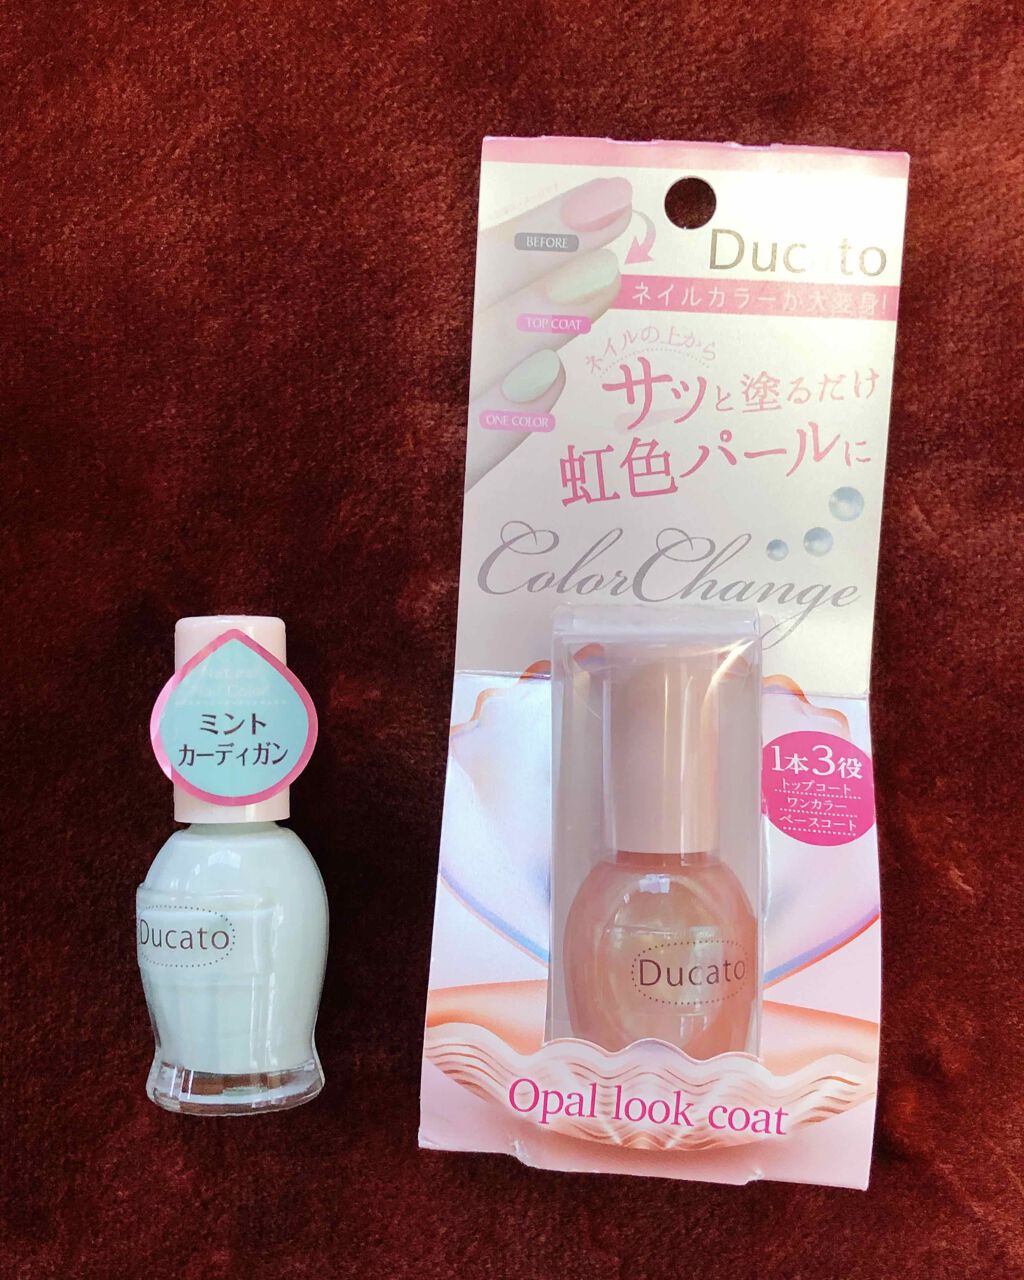 Natural
Nail Color
ミント
カーディガン
Ducato
BEFORE
TOP COAT
ONE COLOR
Ducato
ネイルカラーが大変身!
ネイルの上から
サッと塗るだけ
虹色パールに
ColorChange
1本3役
トップコート
ワンカラー
ベースコート
Ducato
Opal look coat